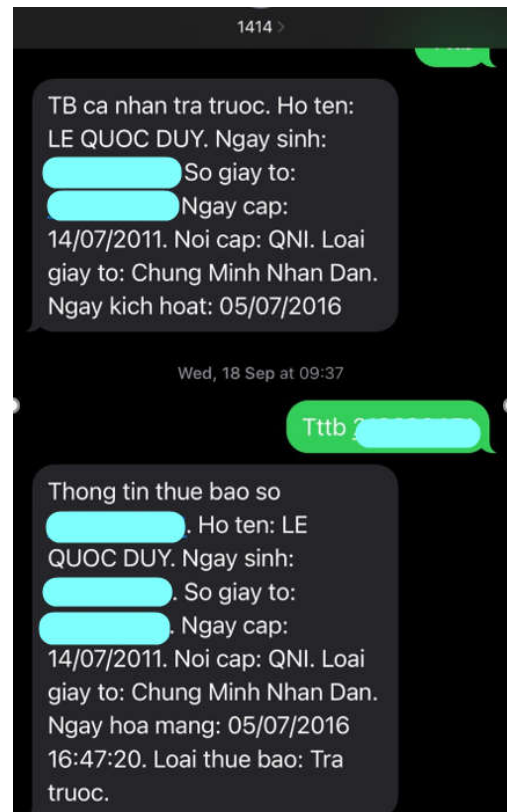 1414 >
TB ca nhan tra truoc. Ho ten:
LE QUOC DUY. Ngay sinh:
So giay to:
Ngay cap:
14/07/2011. Noi cap: QNI. Loai
giay to: Chung Minh Nhan Dan.
Ngay kich hoat: 05/07/2016
Wed, 18 Sep at 09:37
Tttb
Thong tin thue bao so
. Ho ten: LE
QUOC DUY. Ngay sinh:
. So giay to:
. Ngay cap:
14/07/2011. Noi cap: QNI. Loai
giay to: Chung Minh Nhan Dan.
Ngay hoa mang: 05/07/2016
16:47:20. Loai thue bao: Tra
truoc.